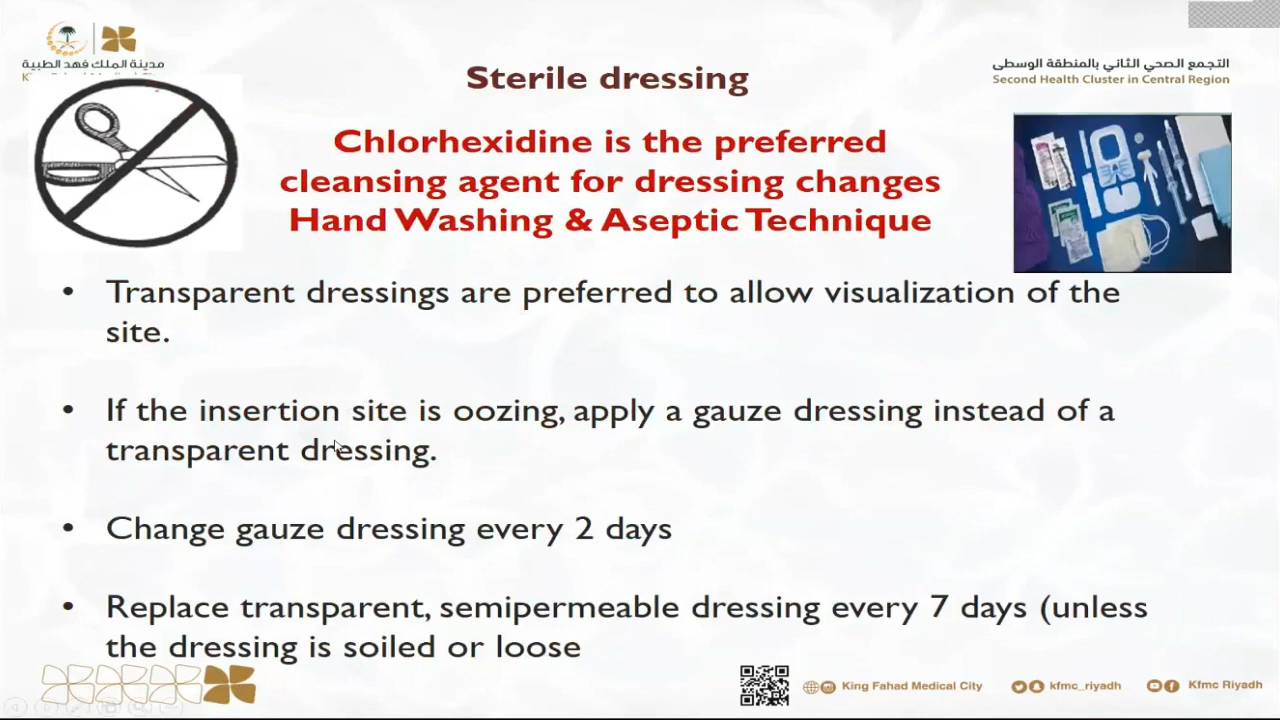 مدينة الملك فهد الطبية
Sterile dressing
التجمع الصحي الثاني بالمنطقة الوسطى
Second Health Cluster in Central Region
Chlorhexidine is the preferred
cleansing agent for dressing changes
Hand Washing & Aseptic Technique
• Transparent dressings are preferred to allow visualization of the
site.
• If the insertion site is oozing, apply a gauze dressing instead of a
transparent dressing.
• Change gauze dressing every 2 days
• Replace transparent, semipermeable dressing every 7 days (unless
the dressing is soiled or loose
King Fahad Medical City
kfmc_riyadh
Kfmc Riyadh